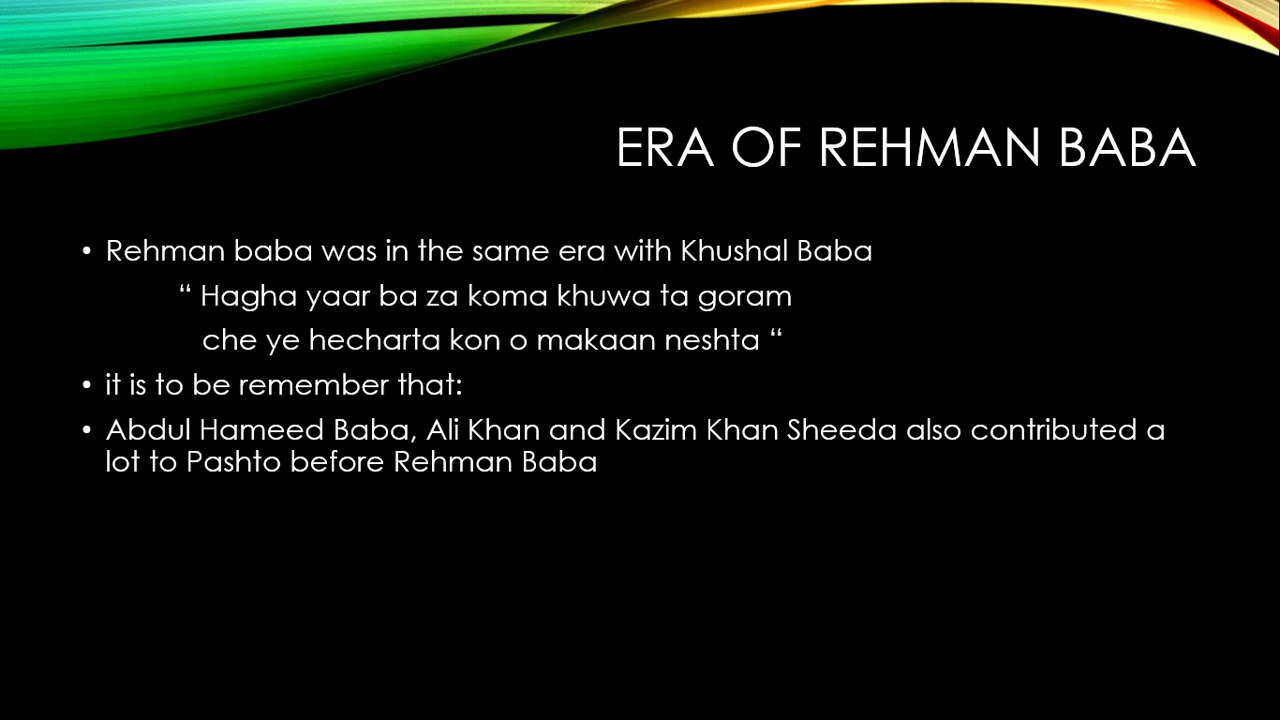 ERA OF REHMAN BABA
• Rehman baba was in the same era with Khushal Baba
“ Hagha yaar ba za koma khuwa ta goram
che ye hecharta kon o makaan neshta “
• it is to be remember that:
• Abdul Hameed Baba, Ali Khan and Kazim Khan Sheeda also contributed a
lot to Pashto before Rehman Baba